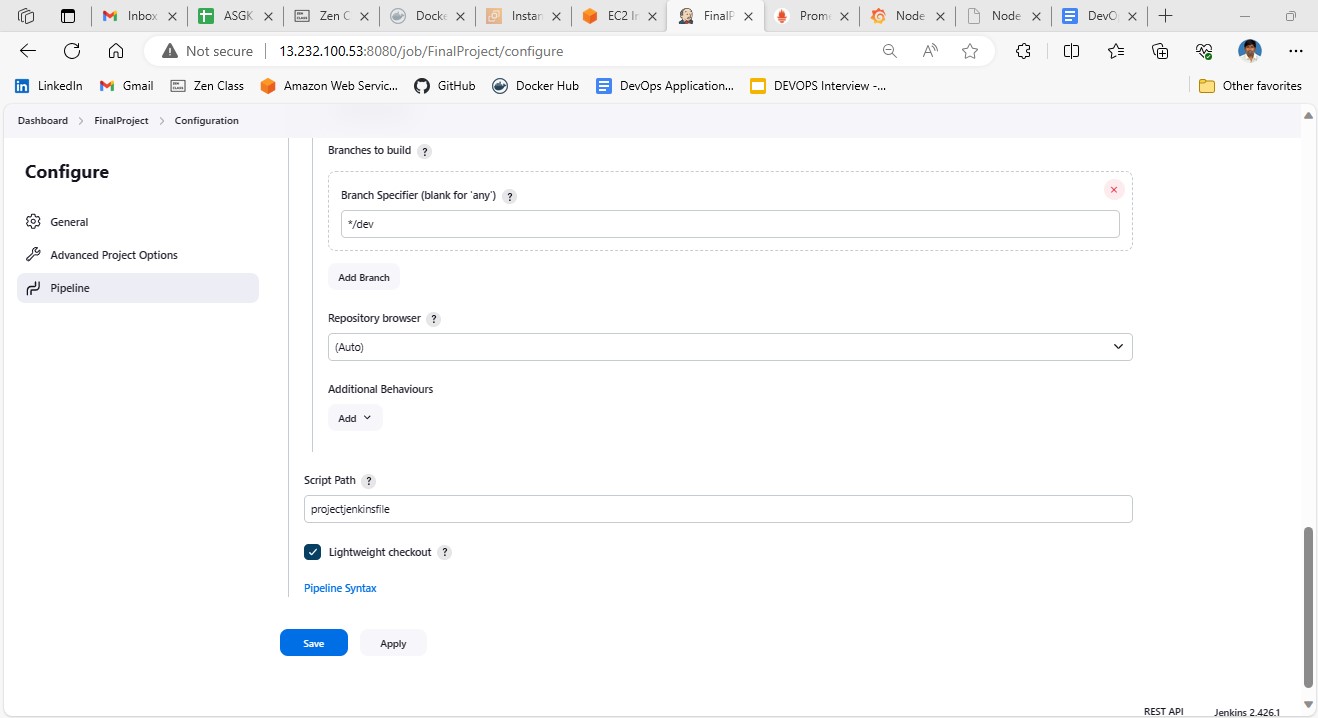 Inbox
ASGK
Zen C
Docke
Instan
EC2 In
FinalP
Prome
Node
Node
DevO
Not secure
13.232.100.53:8080/job/FinalProject/configure
LinkedIn
Gmail
Zen Class
Amazon Web Servic...
GitHub
Docker Hub
DevOps Application...
DEVOPS Interview -...
Other favorites
Dashboard > FinalProject > Configuration
Configure
General
Advanced Project Options
Pipeline
Branches to build ?
Branch Specifier (blank for 'any') ?
*/dev
Add Branch
Repository browser ?
(Auto)
Additional Behaviours
Add
Script Path ?
projectjenkinsfile
Lightweight checkout ?
Pipeline Syntax
Save
Apply
REST API
Jenkins 2.426.1